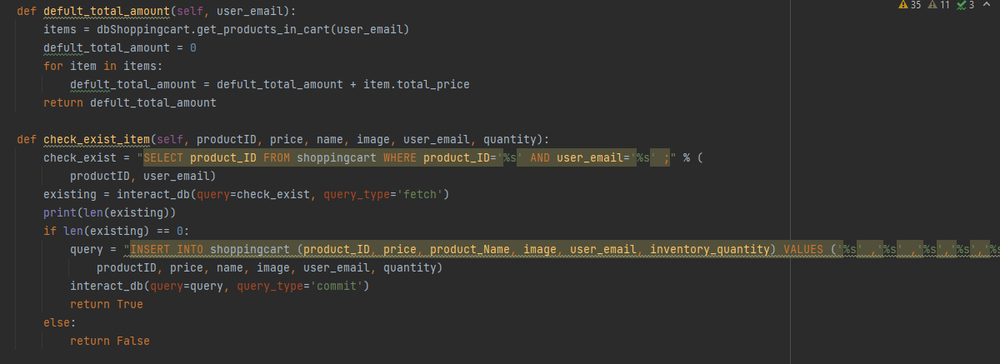 def defult_total_amount(self, user_email):
35 11 3
items = dbShoppingcart.get_products_in_cart(user_email)
defult_total_amount = 0
for item in items:
defult_total_amount = defult_total_amount + item.total_price
return defult_total_amount
def check_exist_item(self, productID, price, name, image, user_email, quantity):
check_exist = "SELECT product_ID FROM shoppingcart WHERE product_ID='%s' AND user_email='%s' ;" % (
productID, user_email)
existing = interact_db(query=check_exist, query_type='fetch')
print(len(existing))
if len(existing) == 0:
query = "INSERT INTO shoppingcart (product_ID, price, product_Name, image, user_email, inventory_quantity) VALUES ('%s' ,'%s' ,'%s','%s','%s
productID, price, name, image, user_email, quantity)
interact_db(query=query, query_type='commit')
return True
else:
return False